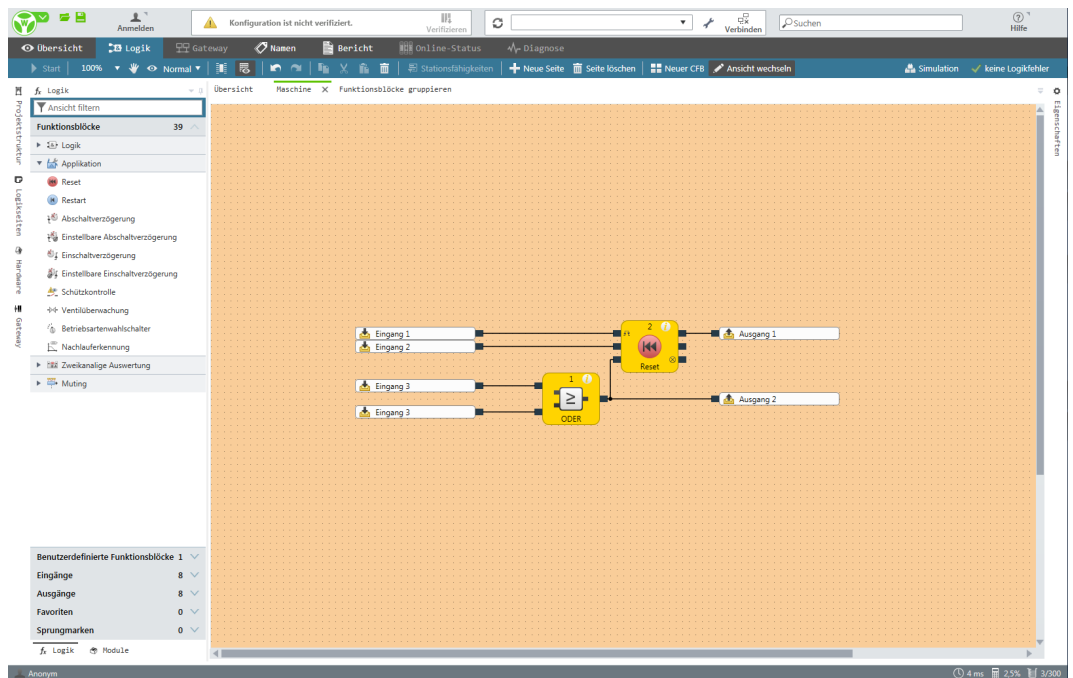 W
Anmelden
Konfiguration ist nicht verifiziert.
Verifizieren
Verbinden
Suchen
Hilfe
Übersicht
Logik
Gateway
Namen
Bericht
Online-Status
Diagnose
Start
100%
Normal
Stationsfähigkeiten
Neue Seite
Seite löschen
Neuer CFB
Ansicht wechseln
Simulation
keine Logikfehler
Projektstruktur
Logikseiten
Hardware
Gateway
Logik
Ansicht filtern
Funktionsblöcke 39
Logik
Applikation
Reset
Restart
Abschaltverzögerung
Einstellbare Abschaltverzögerung
Einschaltverzögerung
Einstellbare Einschaltverzögerung
Schützkontrolle
Ventilüberwachung
Betriebsartenwahlschalter
Nachlauferkennung
Zweikanalige Auswertung
Muting
Benutzerdefinierte Funktionsblöcke 1
Eingänge 8
Ausgänge 8
Favoriten 0
Sprungmarken 0
Logik
Module
Übersicht
Maschine
Funktionsblöcke gruppieren
Eigenschaften
Eingang 1
Eingang 2
Eingang 3
Eingang 3
1
≥
ODER
2
Reset
Ausgang 1
Ausgang 2
Anonym
4 ms
2,5%
3/300